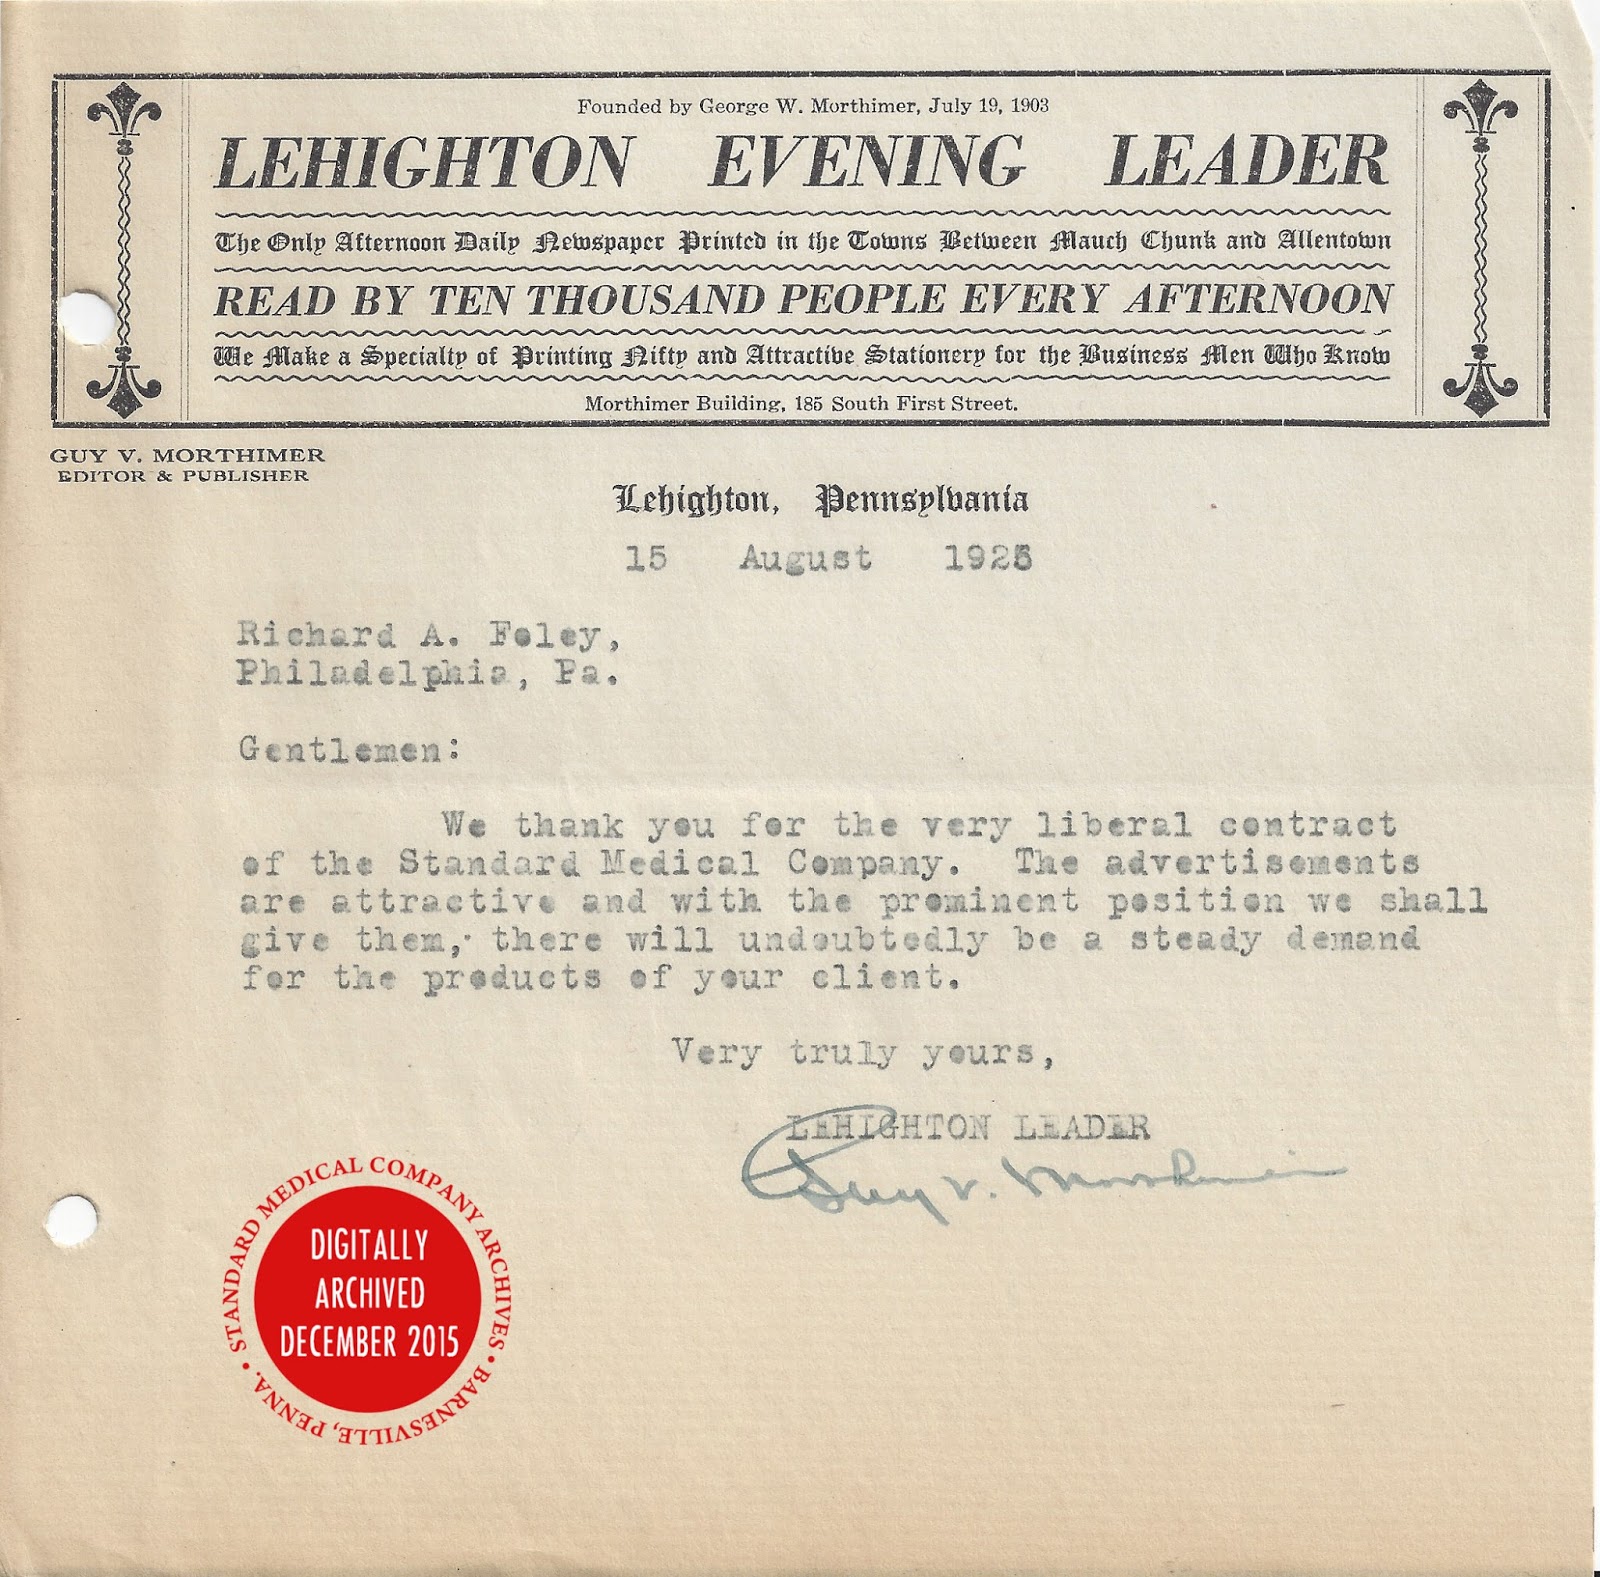 Founded by George W. Morthimer, July 19, 1903
LEHIGHTON EVENING LEADER
The Only Afternoon Daily Newspaper Printed in the Towns Between Mauch Chunk and Allentown
READ BY TEN THOUSAND PEOPLE EVERY AFTERNOON
We Make a Specialty of Printing Nifty and Attractive Stationery for the Business Men Who Know
Morthimer Building, 185 South First Street.
GUY V. MORTHIMER
EDITOR & PUBLISHER
Lehighton, Pennsylvania
15 August
Richard A. Foley,
Philadelphia, Pa.
Gentlemen:
We thank you for the very liberal contract
of the Standard Medical Company. The advertisements
are attractive and with the prominent position we shall
give them, there will undoubtedly be a steady demand
for the products of your client.
Very truly yours,
LEHIGHTON LEADER
Guy V. Morthimer
STANDARD MEDICAL COMPANY ARCHIVES • BARNESVILLE, PENNA. •
DIGITALLY
ARCHIVED
DECEMBER 2015